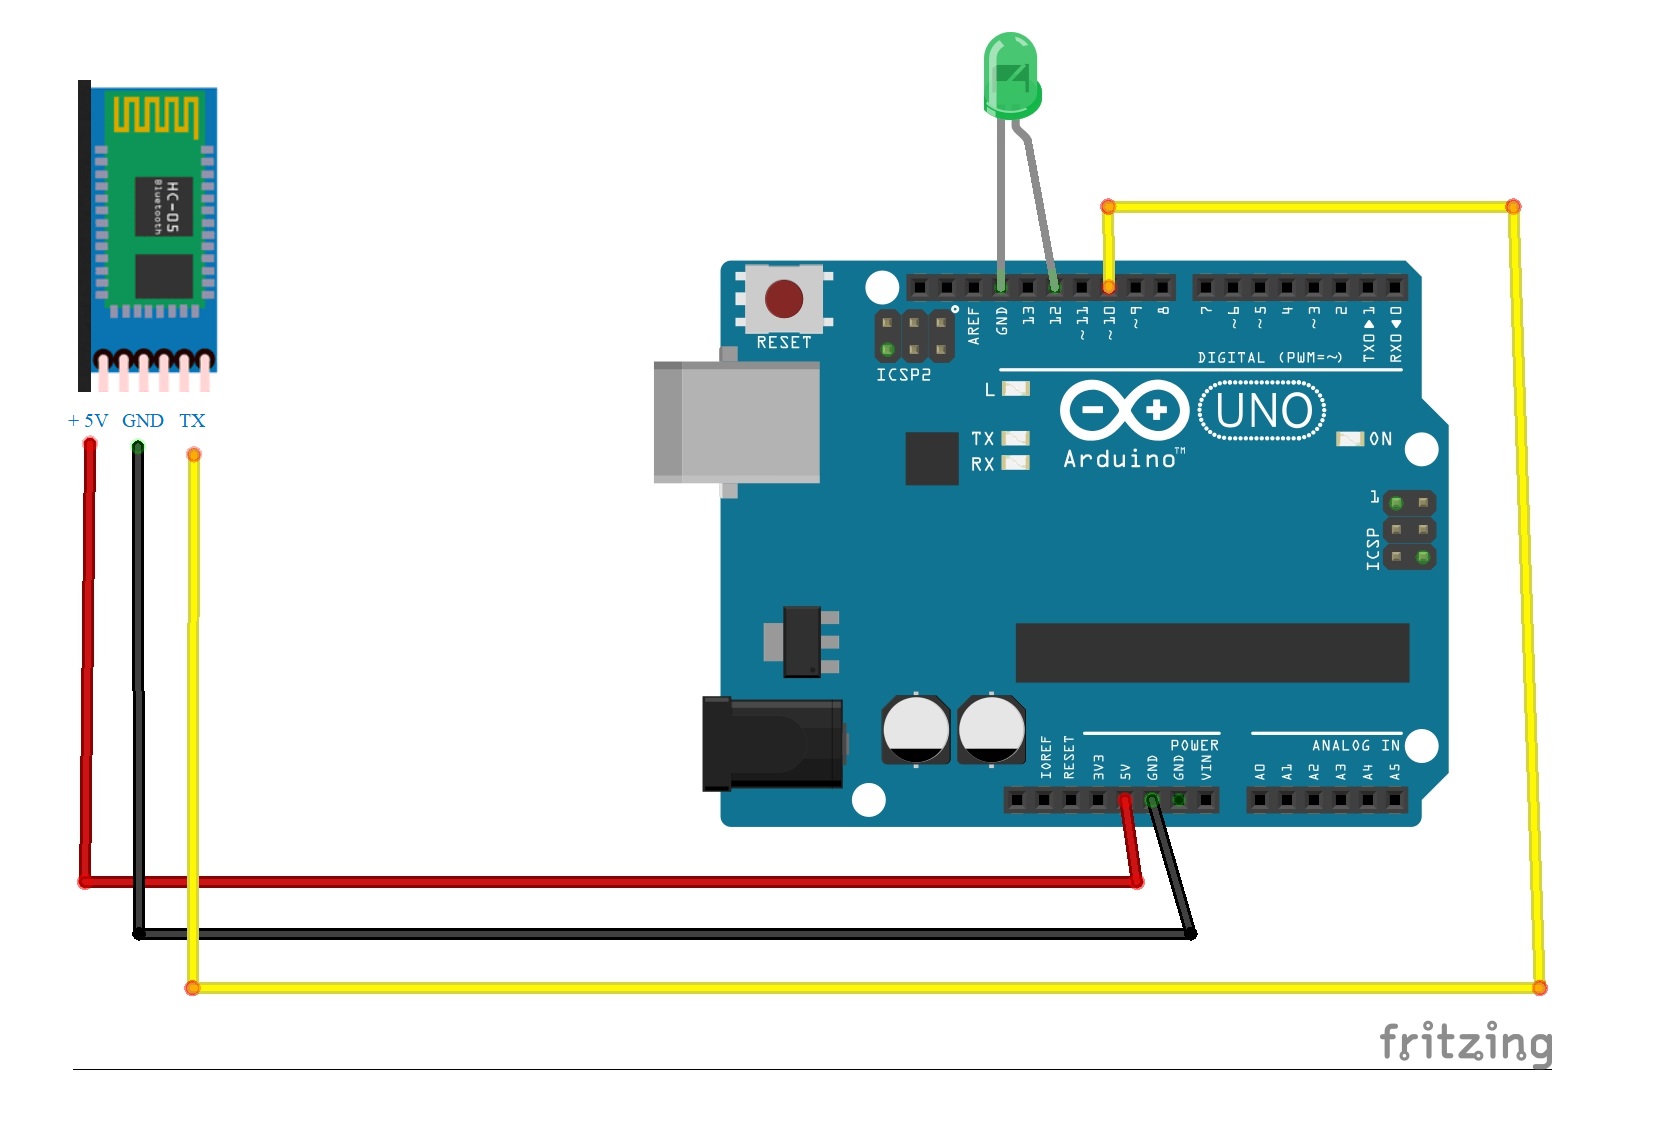 HC-05
Bluetooth
+ 5V GND TX
RESET
ICSP2
AREF
GND
13
12
~11
~10
~9
8
7
~6
~5
4
~3
2
TX0▶1
RX0◀0
DIGITAL (PWM=~)
L
TX
RX
Arduino™
UNO
ON
1
ICSP
IOREF
RESET
3V3
5V
GND
GND
VIN
POWER
ANALOG IN
A0
A1
A2
A3
A4
A5
fritzing